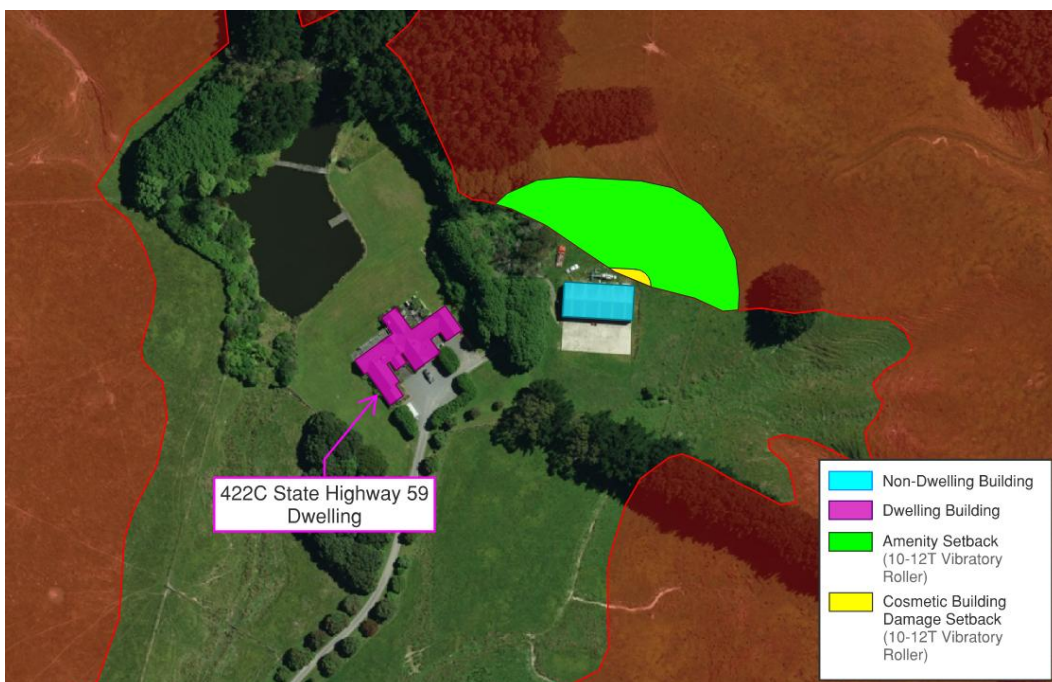 422C State Highway 59
Dwelling
Non-Dwelling Building
Dwelling Building
Amenity Setback
(10-12T Vibratory
Roller)
Cosmetic Building
Damage Setback
(10-12T Vibratory
Roller)